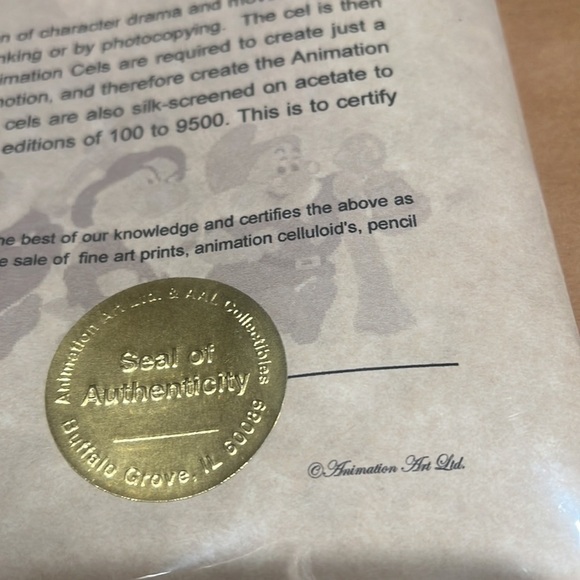 n of character drama and
nking or by photocopying. The cel is then
imation Cels are required to create just a
notion, and therefore create the Animation
cels are also silk-screened on acetate to
editions of 100 to 9500. This is to certify
he best of our knowledge and certifies the above as
e sale of fine art prints, animation celluloid's, pencil
Animation Art Ltd. & AAL Collectibles
Seal of
Authenticity
Buffalo Grove, IL 60089
©Animation Art Ltd.